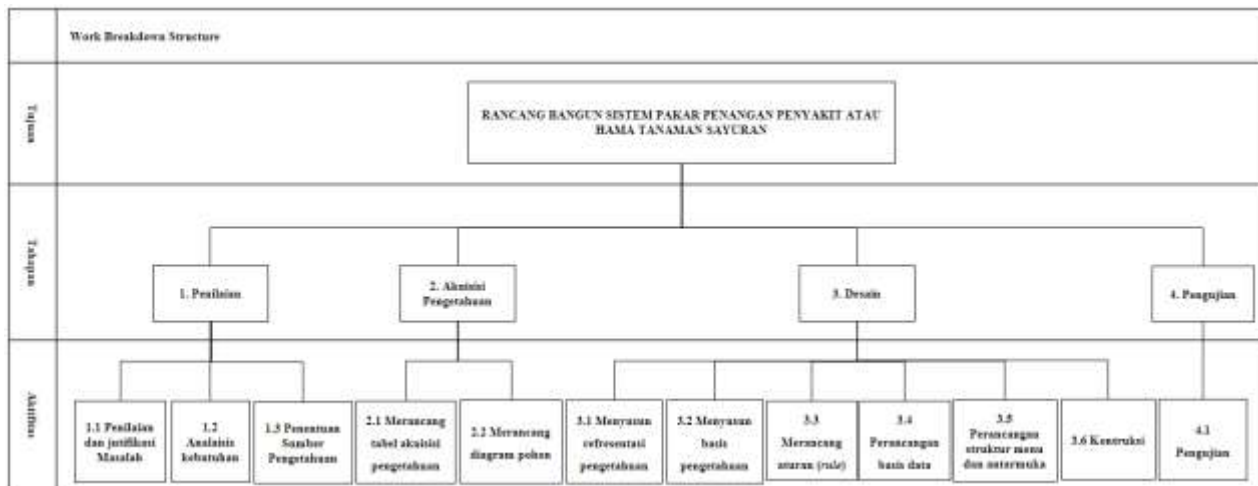 Work Breakdown Structure
Tujuan
RANCANG BANGUN SISTEM PAKAR PENANGAN PENYAKIT ATAU
HAMA TANAMAN SAYURAN
Tahapan
1. Penilaian
2. Akuisisi
Pengetahuan
3. Desain
4. Pengujian
Aktifitas
1.1 Penilaian
dan justifikasi
Masalah
1.2
Analaisis
kebutuhan
1.3 Penentuan
Sumber
Pengetahuan
2.1 Merancang
tabel akuisisi
pengetahuan
2.2 Merancang
diagram pohon
3.1 Menyusun
refresentasi
pengetahuan
3.2 Menyusun
basis
pengetahuan
3.3
Merancang
aturan (rule)
3.4
Perancangan
basis data
3.5
Perancangan
struktur menu
dan antarmuka
3.6 Kontruksi
4.1
Pengujian